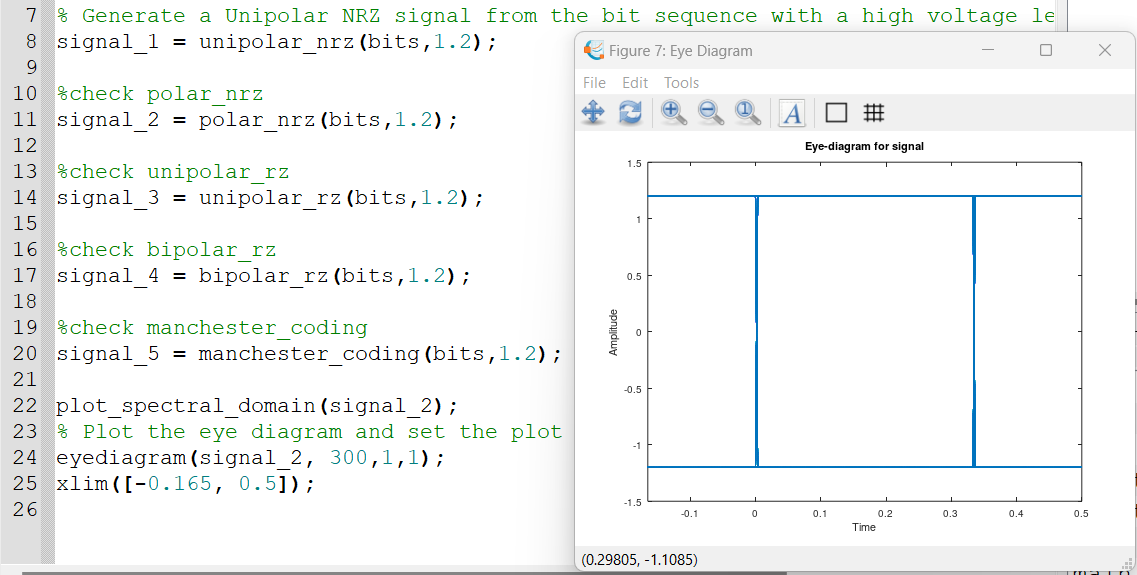 7 % Generate a Unipolar NRZ signal from the bit sequence with a high voltage le
8 signal_1 = unipolar_nrz(bits,1.2);
9
10 %check polar_nrz
11 signal_2 = polar_nrz(bits,1.2);
12
13 %check unipolar_rz
14 signal_3 = unipolar_rz(bits,1.2);
15
16 %check bipolar_rz
17 signal_4 = bipolar_rz(bits,1.2);
18
19 %check manchester_coding
20 signal_5 = manchester_coding(bits,1.2);
21
22 plot_spectral_domain(signal_2);
23 % Plot the eye diagram and set the plot
24 eyediagram(signal_2, 300,1,1);
25 xlim([-0.165, 0.5]);
26
Figure 7: Eye Diagram
File Edit Tools
A
Eye-diagram for signal
1.5
1
0.5
0
-0.5
-1
-1.5
Amplitude
-0.1 0 0.1 0.2 0.3 0.4 0.5
Time
(0.29805, -1.1085)